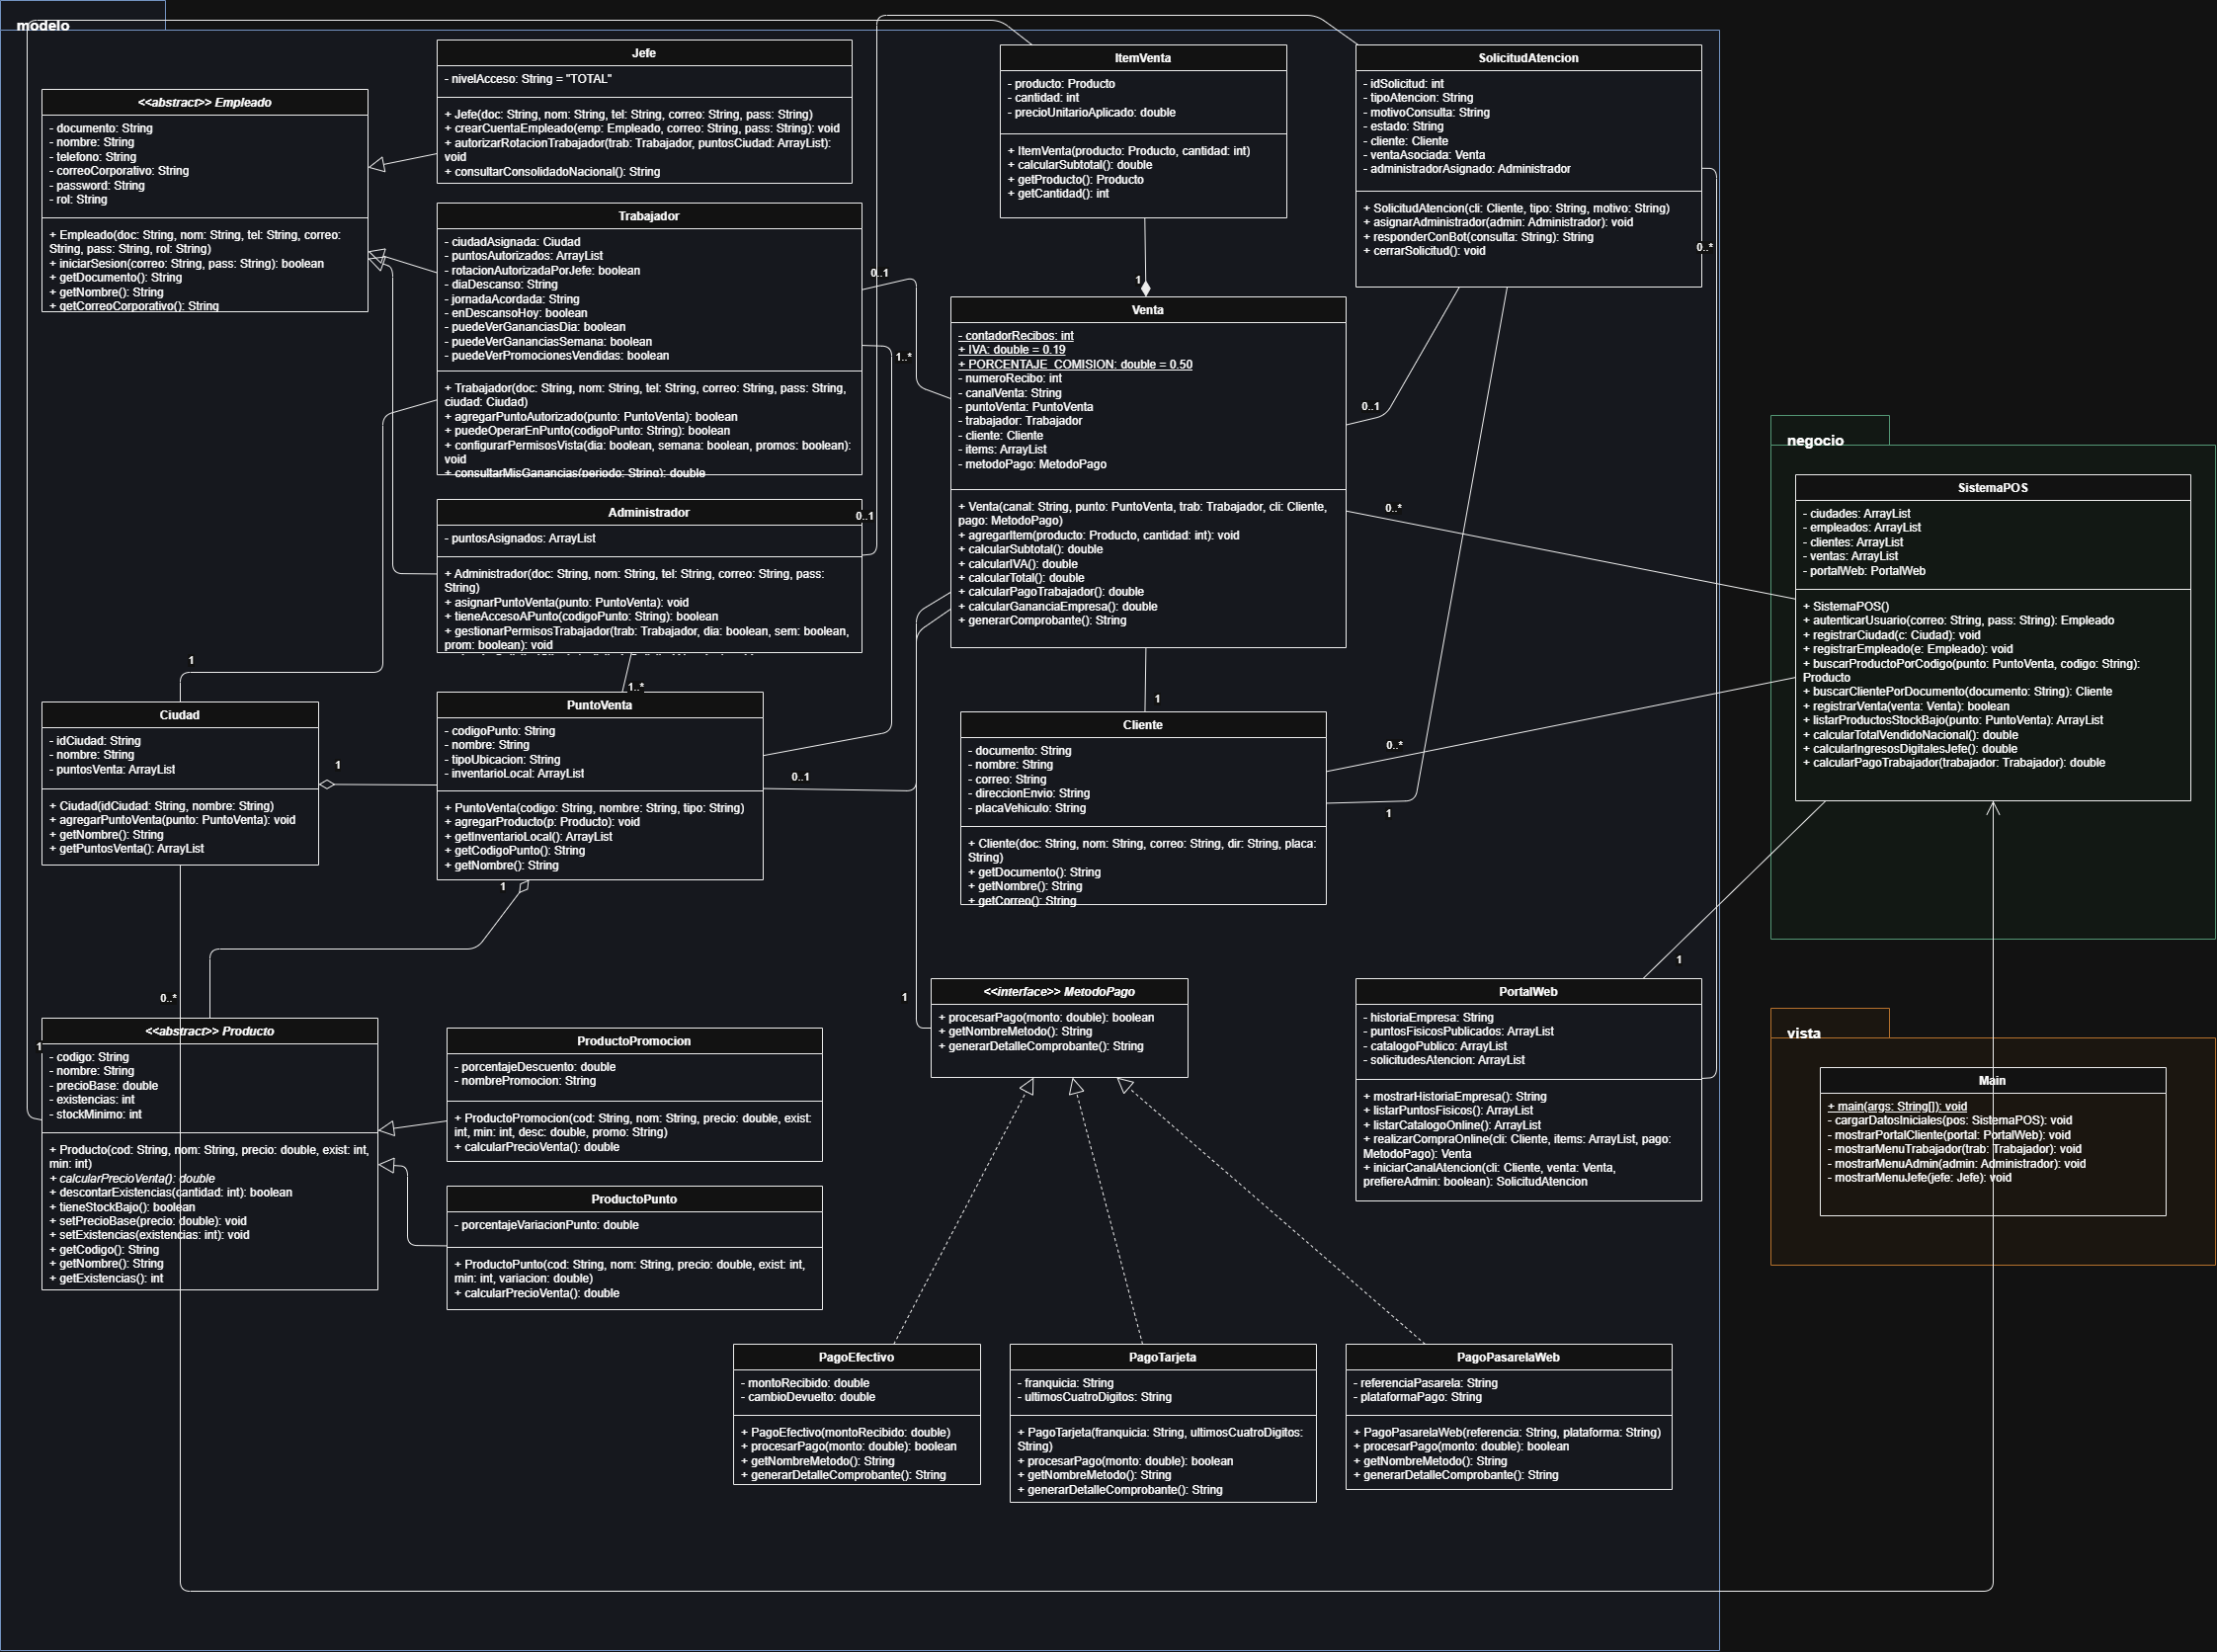 modelo
Jefe
- nivelAcceso: String = "TOTAL"
+ Jefe(doc: String, nom: String, tel: String, correo: String, pass: String)
+ crearCuentaEmpleado(emp: Empleado, correo: String, pass: String): void
+ autorizarRotacionTrabajador(trab: Trabajador, puntosCiudad: ArrayList):
void
+ consultarConsolidadoNacional(): String
<<abstract>> Empleado
- documento: String
- nombre: String
- telefono: String
- correoCorporativo: String
- password: String
- rol: String
+ Empleado(doc: String, nom: String, tel: String, correo:
String, pass: String, rol: String)
+ iniciarSesion(correo: String, pass: String): boolean
+ getDocumento(): String
+ getNombre(): String
+ getCorreoCorporativo(): String
Trabajador
- ciudadAsignada: Ciudad
- puntosAutorizados: ArrayList
- rotacionAutorizadaPorJefe: boolean
- diaDescanso: String
- jornadaAcordada: String
- enDescansoHoy: boolean
- puedeVerGananciasDia: boolean
- puedeVerGananciasSemana: boolean
- puedeVerPromocionesVendidas: boolean
+ Trabajador(doc: String, nom: String, tel: String, correo: String, pass: String,
ciudad: Ciudad)
+ agregarPuntoAutorizado(punto: PuntoVenta): boolean
+ puedeOperarEnPunto(codigoPunto: String): boolean
+ configurarPermisosVista(dia: boolean, semana: boolean, promos: boolean):
void
+ consultarMisGanancias(periodo: String): double
Administrador
- puntosAsignados: ArrayList
+ Administrador(doc: String, nom: String, tel: String, correo: String, pass:
String)
+ asignarPuntoVenta(punto: PuntoVenta): void
+ tieneAccesoAPunto(codigoPunto: String): boolean
+ gestionarPermisosTrabajador(trab: Trabajador, dia: boolean, sem: boolean,
prom: boolean): void
ItemVenta
- producto: Producto
- cantidad: int
- precioUnitarioAplicado: double
+ ItemVenta(producto: Producto, cantidad: int)
+ calcularSubtotal(): double
+ getProducto(): Producto
+ getCantidad(): int
SolicitudAtencion
- idSolicitud: int
- tipoAtencion: String
- motivoConsulta: String
- estado: String
- cliente: Cliente
- ventaAsociada: Venta
- administradorAsignado: Administrador
+ SolicitudAtencion(cli: Cliente, tipo: String, motivo: String)
+ asignarAdministrador(admin: Administrador): void
+ responderConBot(consulta: String): String
+ cerrarSolicitud(): void
0..*
0..1
1
1..*
0..1
0..1
Venta
- contadorRecibos: int
+ IVA: double = 0.19
+ PORCENTAJE_COMISION: double = 0.50
- numeroRecibo: int
- canalVenta: String
- puntoVenta: PuntoVenta
- trabajador: Trabajador
- cliente: Cliente
- items: ArrayList
- metodoPago: MetodoPago
+ Venta(canal: String, punto: PuntoVenta, trab: Trabajador, cli: Cliente,
pago: MetodoPago)
+ agregarItem(producto: Producto, cantidad: int): void
+ calcularSubtotal(): double
+ calcularIVA(): double
+ calcularTotal(): double
+ calcularPagoTrabajador(): double
+ calcularGananciaEmpresa(): double
+ generarComprobante(): String
0..*
negocio
SistemaPOS
- ciudades: ArrayList
- empleados: ArrayList
- clientes: ArrayList
- ventas: ArrayList
- portalWeb: PortalWeb
+ SistemaPOS()
+ autenticarUsuario(correo: String, pass: String): Empleado
+ registrarCiudad(c: Ciudad): void
+ registrarEmpleado(e: Empleado): void
+ buscarProductoPorCodigo(punto: PuntoVenta, codigo: String):
Producto
+ buscarClientePorDocumento(documento: String): Cliente
+ registrarVenta(venta: Venta): boolean
+ listarProductosStockBajo(punto: PuntoVenta): ArrayList
+ calcularTotalVendidoNacional(): double
+ calcularIngresosDigitalesJefe(): double
+ calcularPagoTrabajador(trabajador: Trabajador): double
1
1..*
1
Ciudad
- idCiudad: String
- nombre: String
- puntosVenta: ArrayList
+ Ciudad(idCiudad: String, nombre: String)
+ agregarPuntoVenta(punto: PuntoVenta): void
+ getNombre(): String
+ getPuntosVenta(): ArrayList
1
PuntoVenta
- codigoPunto: String
- nombre: String
- tipoUbicacion: String
- inventarioLocal: ArrayList
+ PuntoVenta(codigo: String, nombre: String, tipo: String)
+ agregarProducto(p: Producto): void
+ getInventarioLocal(): ArrayList
+ getCodigoPunto(): String
+ getNombre(): String
0..1
1
Cliente
- documento: String
- nombre: String
- correo: String
- direccionEnvio: String
- placaVehiculo: String
+ Cliente(doc: String, nom: String, correo: String, dir: String, placa:
String)
+ getDocumento(): String
+ getNombre(): String
+ getCorreo(): String
0..*
1
1
0..*
1
1
<<abstract>> Producto
- codigo: String
- nombre: String
- precioBase: double
- existencias: int
- stockMinimo: int
+ Producto(cod: String, nom: String, precio: double, exist: int,
min: int)
+ calcularPrecioVenta(): double
+ descontarExistencias(cantidad: int): boolean
+ tieneStockBajo(): boolean
+ setPrecioBase(precio: double): void
+ setExistencias(existencias: int): void
+ getCodigo(): String
+ getNombre(): String
+ getExistencias(): int
ProductoPromocion
- porcentajeDescuento: double
- nombrePromocion: String
+ ProductoPromocion(cod: String, nom: String, precio: double, exist:
int, min: int, desc: double, promo: String)
+ calcularPrecioVenta(): double
ProductoPunto
- porcentajeVariacionPunto: double
+ ProductoPunto(cod: String, nom: String, precio: double, exist: int,
min: int, variacion: double)
+ calcularPrecioVenta(): double
<<interface>> MetodoPago
+ procesarPago(monto: double): boolean
+ getNombreMetodo(): String
+ generarDetalleComprobante(): String
PortalWeb
- historiaEmpresa: String
- puntosFisicosPublicados: ArrayList
- catalogoPublico: ArrayList
- solicitudesAtencion: ArrayList
+ mostrarHistoriaEmpresa(): String
+ listarPuntosFisicos(): ArrayList
+ listarCatalogoOnline(): ArrayList
+ realizarCompraOnline(cli: Cliente, items: ArrayList, pago:
MetodoPago): Venta
+ iniciarCanalAtencion(cli: Cliente, venta: Venta,
prefiereAdmin: boolean): SolicitudAtencion
vista
Main
+ main(args: String[]): void
- cargarDatosIniciales(pos: SistemaPOS): void
- mostrarPortalCliente(portal: PortalWeb): void
- mostrarMenuTrabajador(trab: Trabajador): void
- mostrarMenuAdmin(admin: Administrador): void
- mostrarMenuJefe(jefe: Jefe): void
PagoEfectivo
- montoRecibido: double
- cambioDevuelto: double
+ PagoEfectivo(montoRecibido: double)
+ procesarPago(monto: double): boolean
+ getNombreMetodo(): String
+ generarDetalleComprobante(): String
PagoTarjeta
- franquicia: String
- ultimosCuatroDigitos: String
+ PagoTarjeta(franquicia: String, ultimosCuatroDigitos:
String)
+ procesarPago(monto: double): boolean
+ getNombreMetodo(): String
+ generarDetalleComprobante(): String
PagoPasarelaWeb
- referenciaPasarela: String
- plataformaPago: String
+ PagoPasarelaWeb(referencia: String, plataforma: String)
+ procesarPago(monto: double): boolean
+ getNombreMetodo(): String
+ generarDetalleComprobante(): String